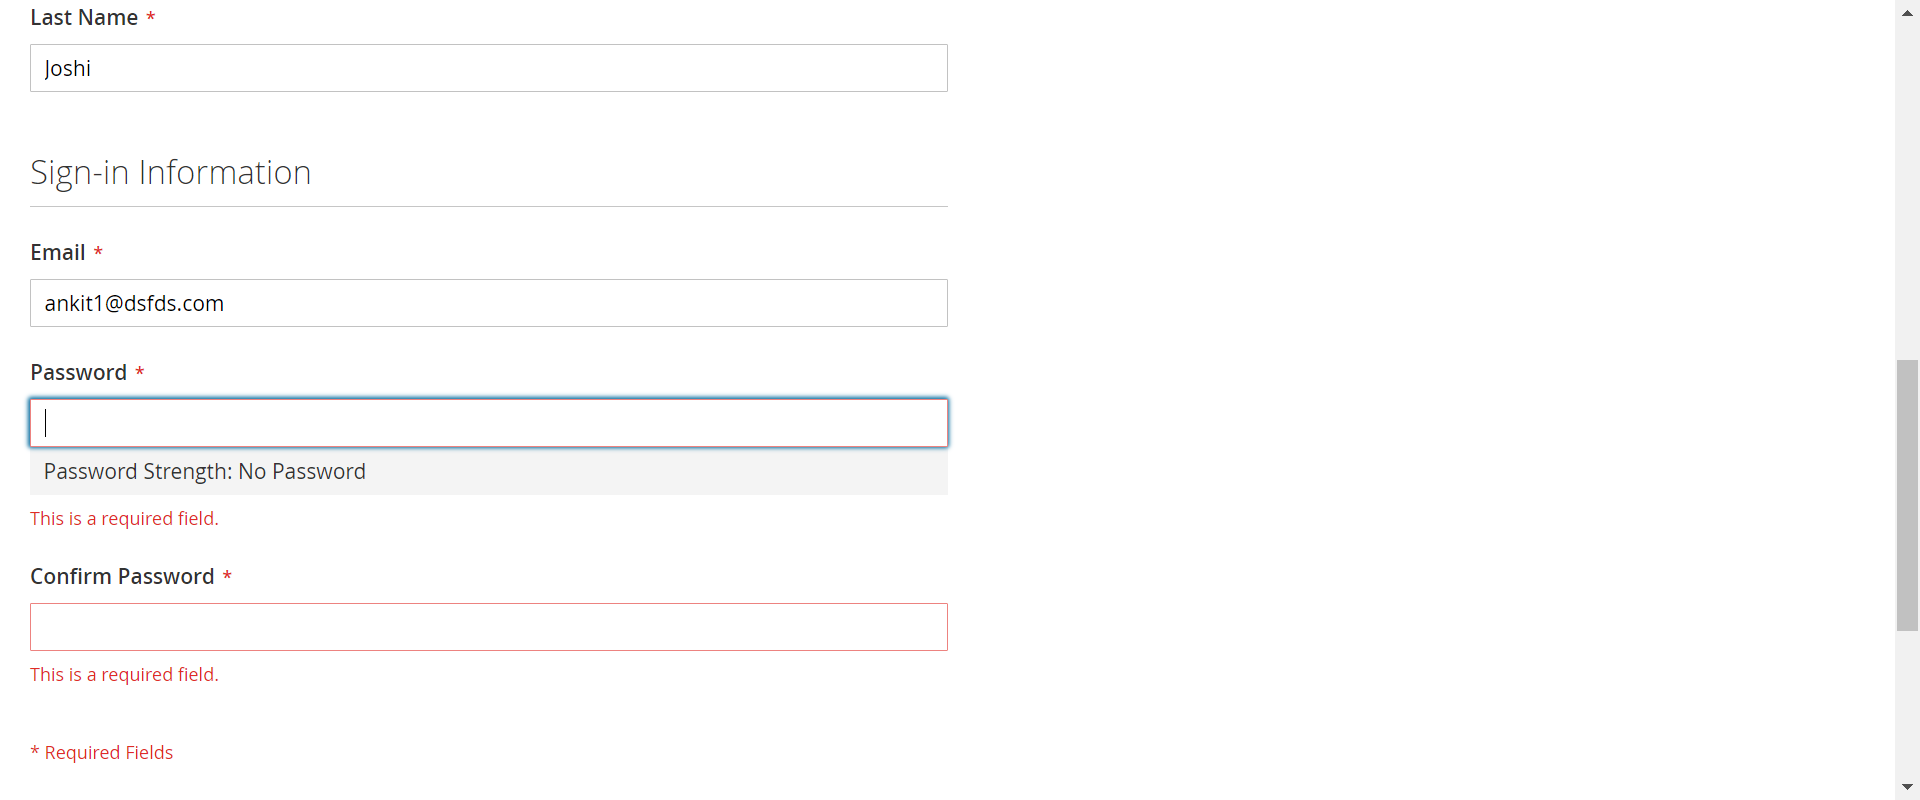 Last Name *
Joshi
Sign-in Information
Email *
ankit1@dsfds.com
Password *
Password Strength: No Password
This is a required field.
Confirm Password *
This is a required field.
* Required Fields